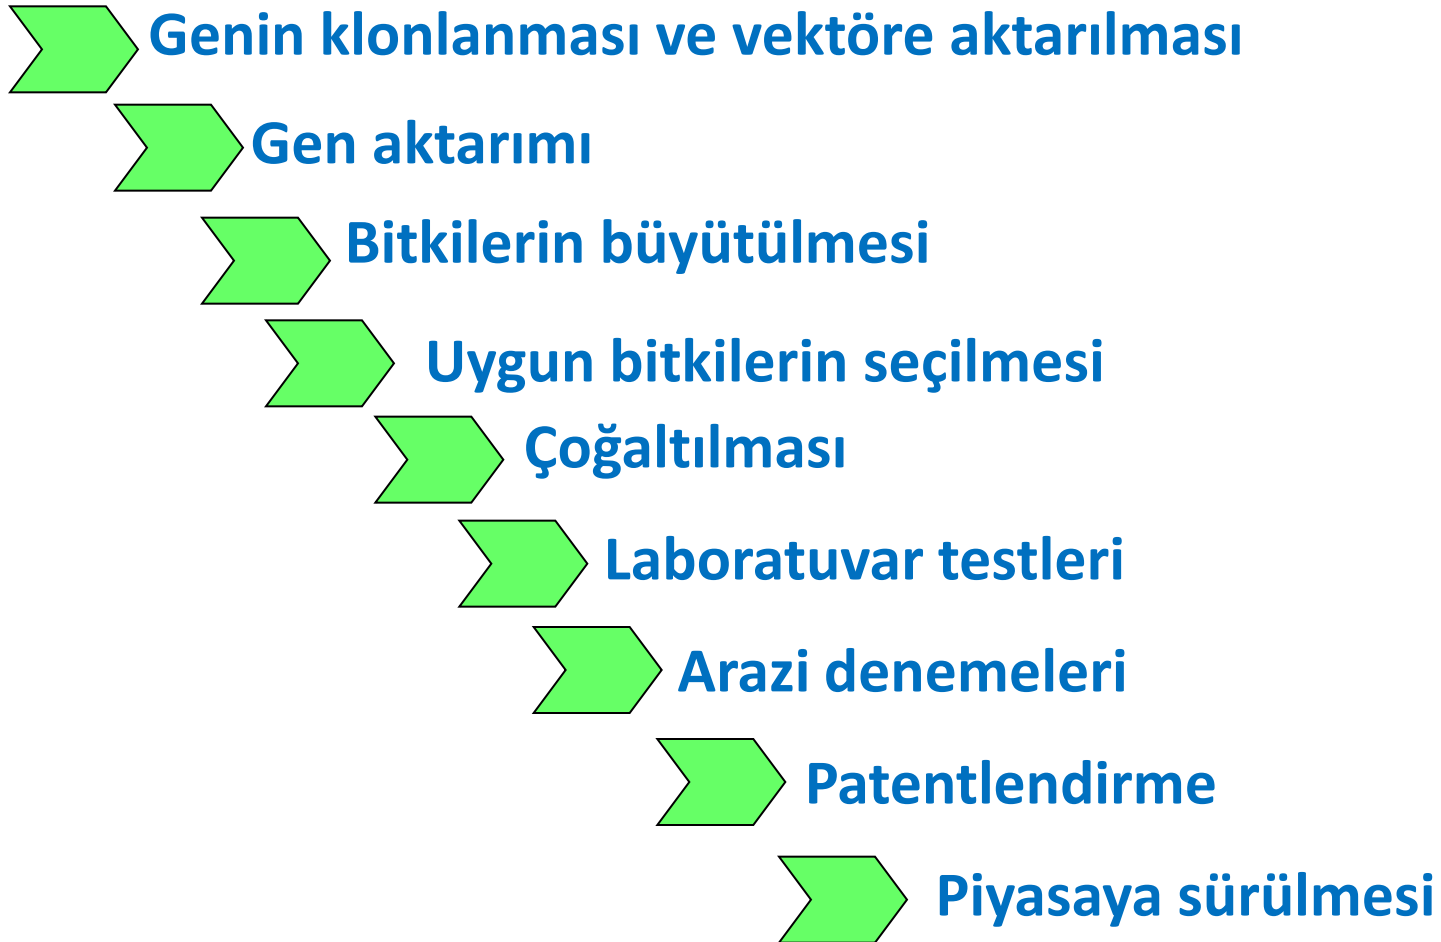 Genin klonlanması ve vektöre aktarılması
Gen aktarımı
Bitkilerin büyütülmesi
Uygun bitkilerin seçilmesi
Çoğaltılması
Laboratuvar testleri
Arazi denemeleri
Patentlendirme
Piyasaya sürülmesi